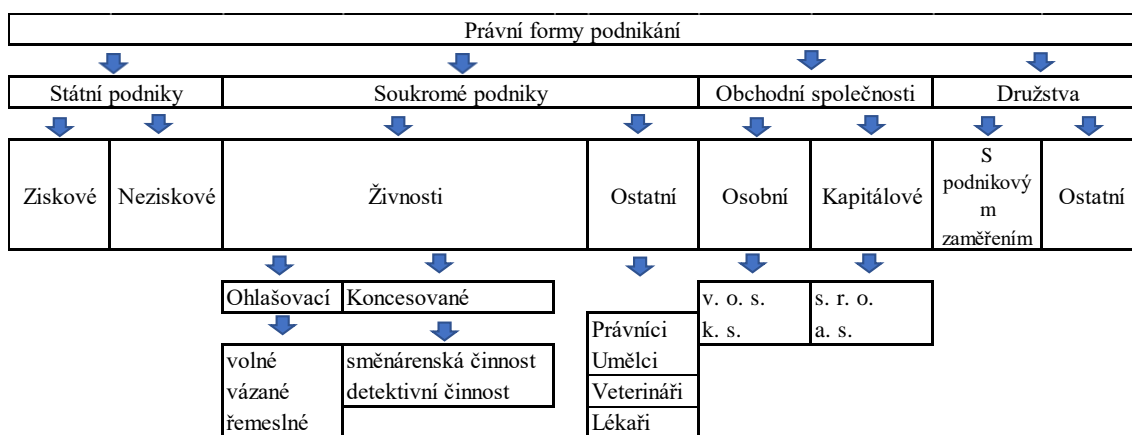 Právní formy podnikání
Státní podniky
Soukromé podniky
Obchodní společnosti
Družstva
Ziskové
Neziskové
Živnosti
Ostatní
Osobní
Kapitálové
S
podnikový
m
zaměřením
Ostatní
Ohlašovací
Koncesované
v. o. s.
k. s.
s. r. o.
a. s.
volné
vázané
řemeslné
směnárenská činnost
detektivní činnost
Právníci
Umělci
Veterináři
Lékaři